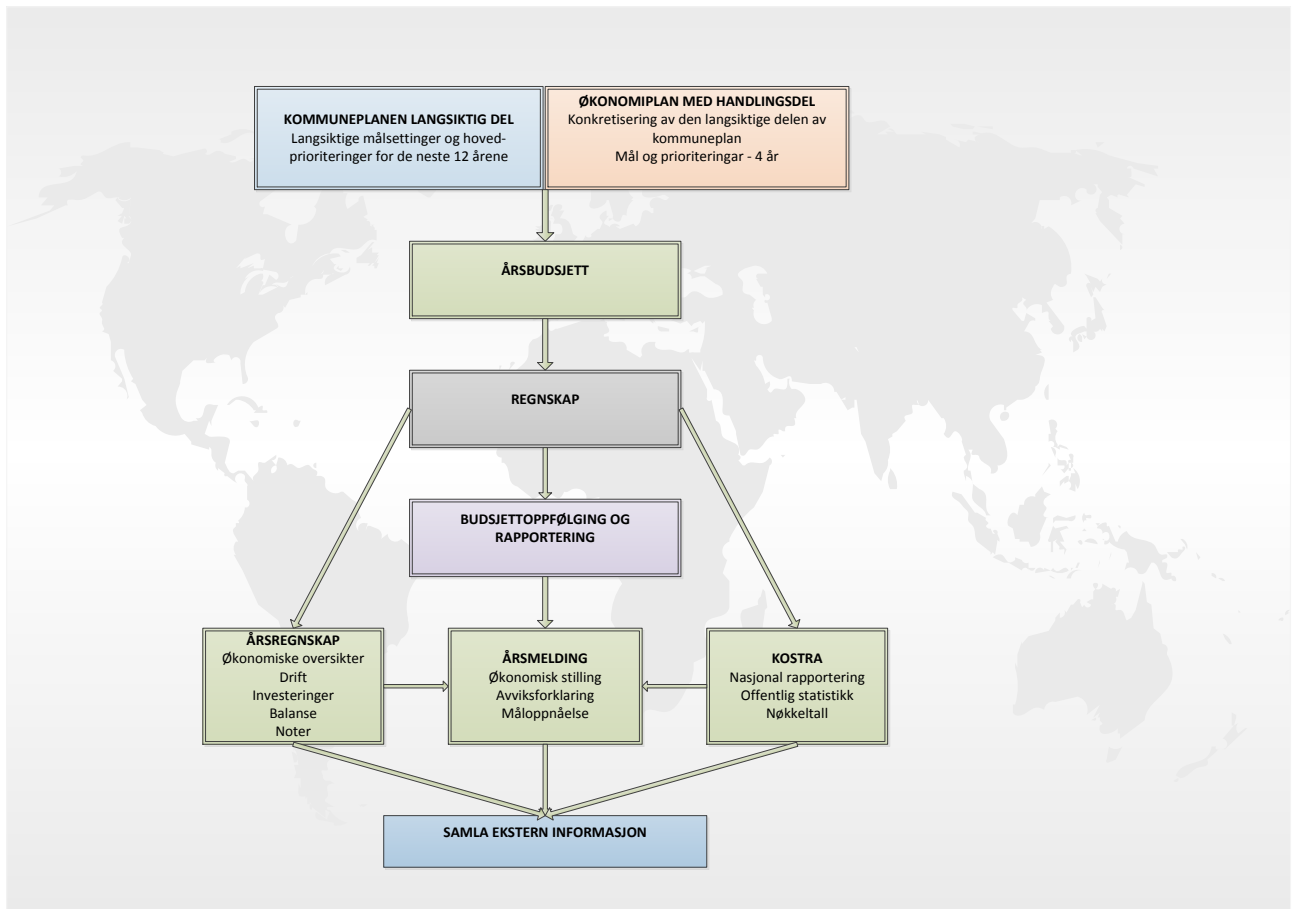 KOMMUNEPLANEN LANGSIKTIG DEL
Langsiktige målsettinger og hoved-
prioriteringer for de neste 12 årene
ØKONOMIPLAN MED HANDLINGSDEL
Konkretisering av den langsiktige delen av
kommuneplan
Mål og prioriteringar - 4 år
ÅRSBUDSJETT
REGNSKAP
BUDSJETTOPPFØLGING OG
RAPPORTERING
ÅRSREGNSKAP
Økonomiske oversikter
Drift
Investeringer
Balanse
Noter
ÅRSMELDING
Økonomisk stilling
Avviksforklaring
Måloppnåelse
KOSTRA
Nasjonal rapportering
Offentlig statistikk
Nøkkeltall
SAMLA EKSTERN INFORMASJON